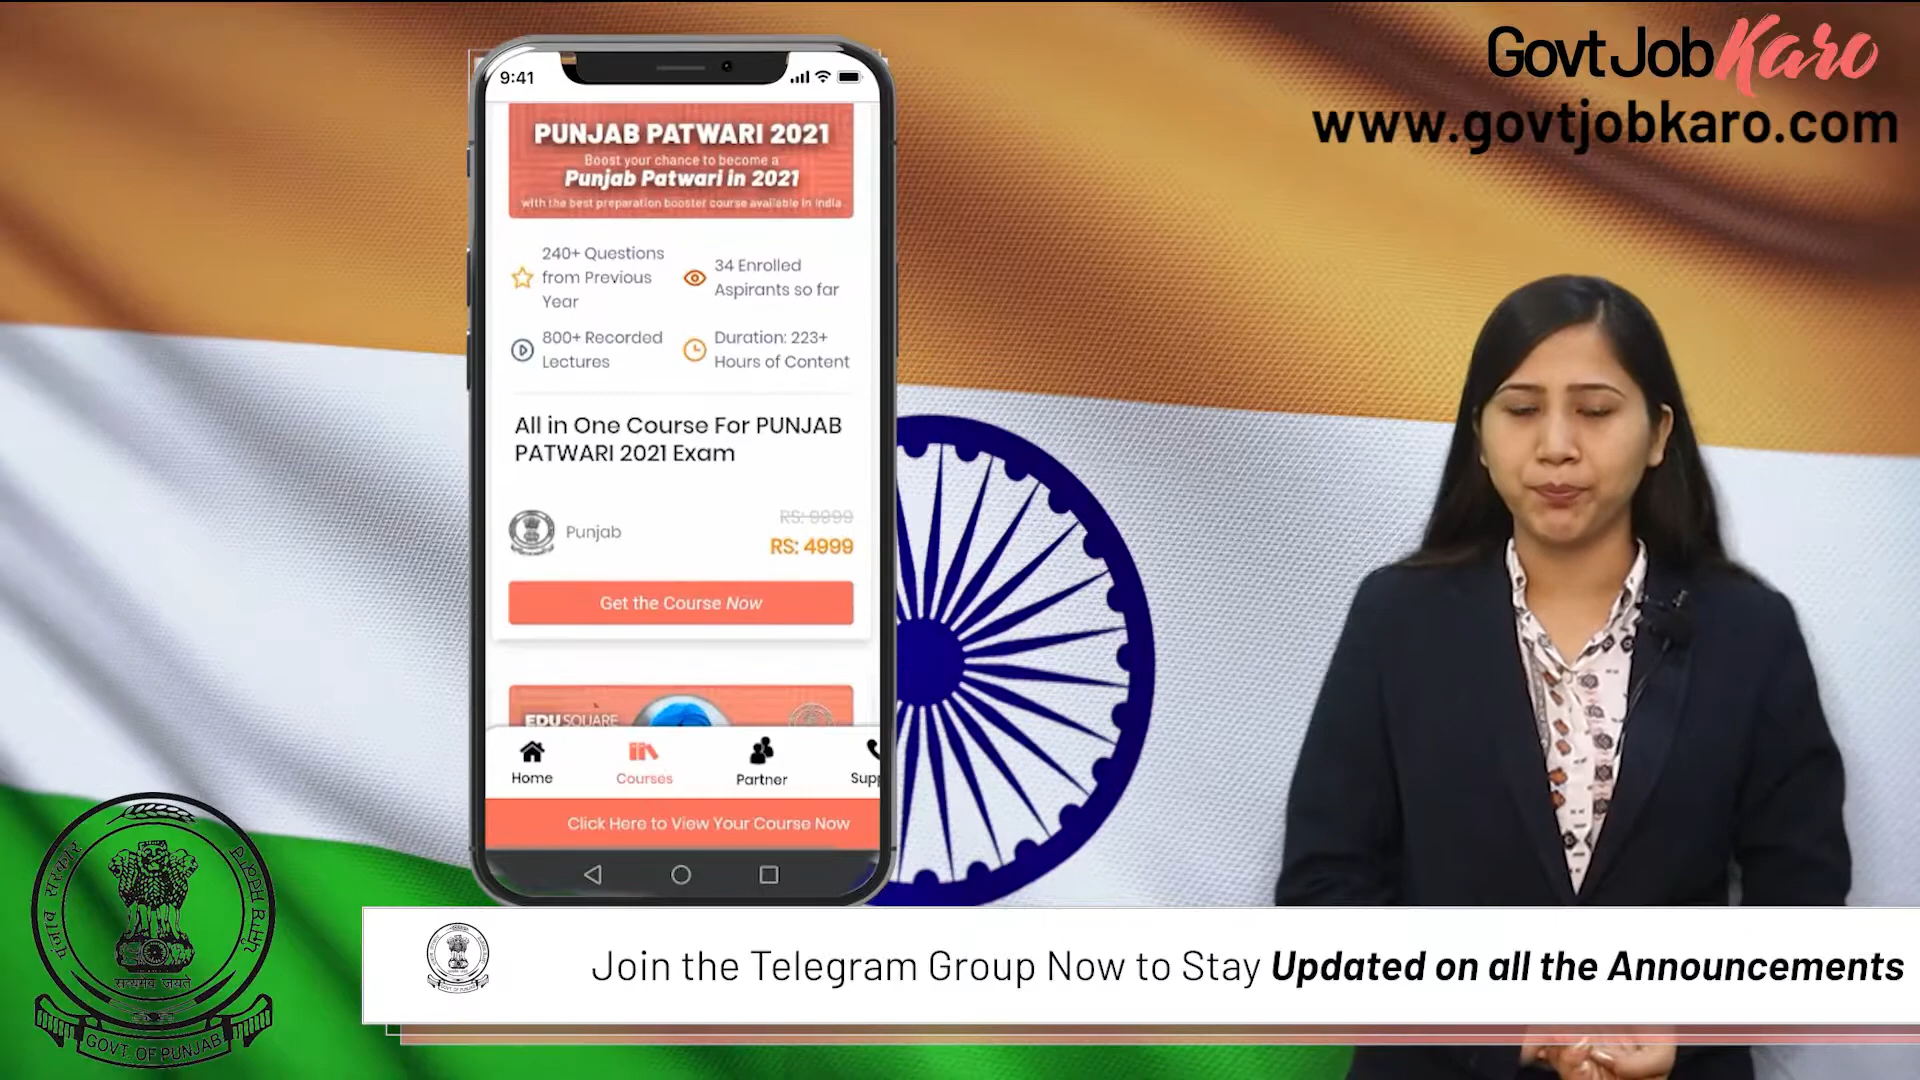 GovtJobKaro
www.govtjobkaro.com
9:41
PUNJAB PATWARI 2021
Boost your chance to become a
Punjab Patwari in 2021
with the best preparation booster course available in India
240+ Questions
from Previous
Year
34 Enrolled
Aspirants so far
800+ Recorded
Lectures
Duration: 223+
Hours of Content
All in One Course For PUNJAB
PATWARI 2021 Exam
Punjab
RS: 9999
RS: 4999
Get the Course Now
EDU SQUARE
Home
Courses
Partner
Supp
Click Here to View Your Course Now
सत्यमेव जयते
GOVT. OF PUNJAB
Join the Telegram Group Now to Stay Updated on all the Announcements